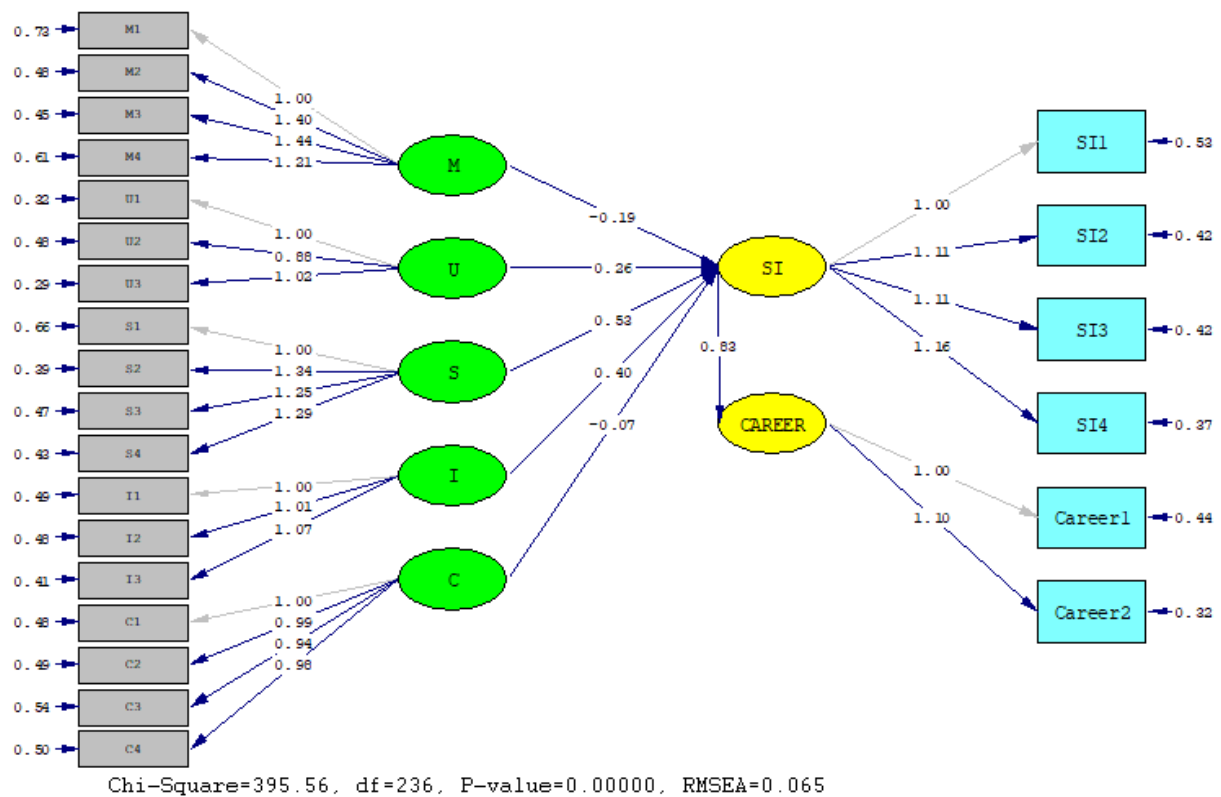 0.73 M1
0.48 M2
0.45 M3
0.61 M4
0.32 U1
0.48 U2
0.29 U3
0.66 S1
0.39 S2
0.47 S3
0.43 S4
0.49 I1
0.48 I2
0.41 I3
0.48 C1
0.49 C2
0.54 C3
0.50 C4
1.00
1.40
1.44
1.21
1.00
0.88
1.02
1.00
1.34
1.25
1.29
1.00
1.01
1.07
1.00
0.99
0.94
0.98
M
U
S
I
C
-0.19
0.26
0.53
0.40
-0.07
SI
0.83
CAREER
1.00
1.11
1.11
1.16
1.00
1.10
SI1 0.53
SI2 0.42
SI3 0.42
SI4 0.37
Career1 0.44
Career2 0.32
Chi-Square=395.56, df=236, P-value=0.00000, RMSEA=0.065